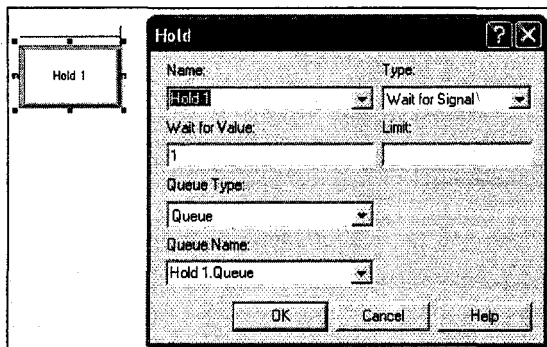 Hold 1
Hold
Name:
Type:
Hold 1
Wait for Signal
Wait for Value:
Limit:
1
Queue Type:
Queue
Queue Name:
Hold 1.Queue
OK
Cancel
Help